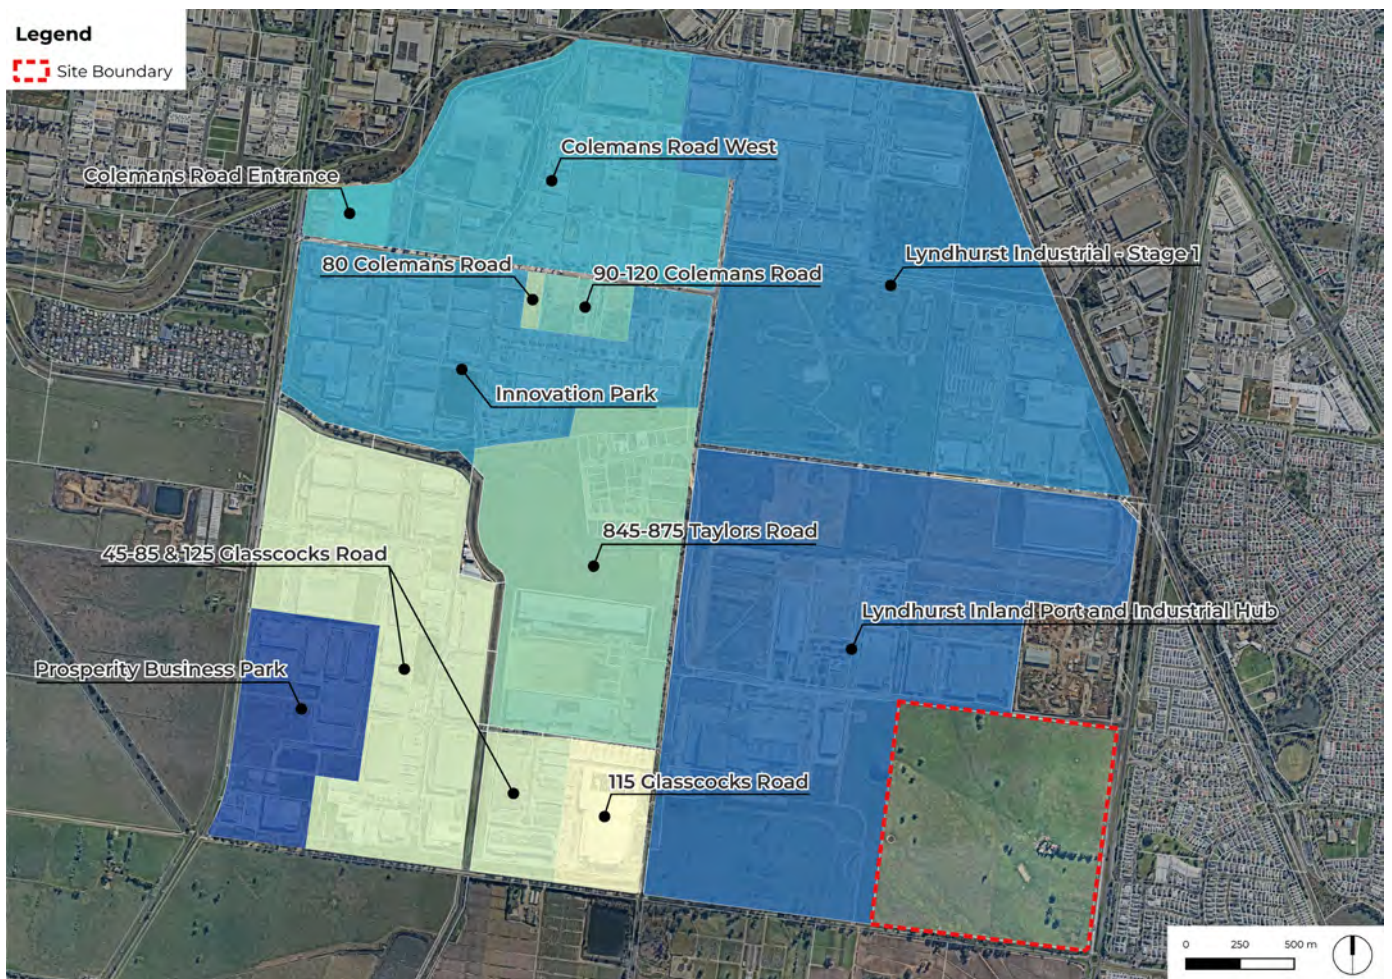 Legend
Site Boundary
Colemans Road West
Colemans Road Entrance
Lyndhurst Industrial - Stage 1
80 Colemans Road
90-120 Colemans Road
Innovation Park
845-875 Taylors Road
45-85 & 125 Glasscocks Road
Lyndhurst Inland Port and Industrial Hub
Prosperity Business Park
115 Glasscocks Road
0 250 500 m